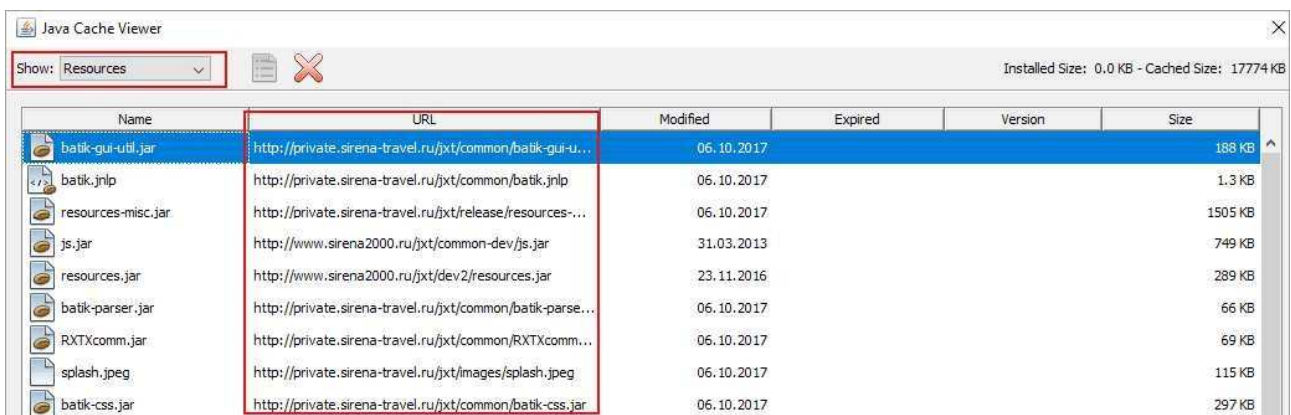 Java Cache Viewer
Show: Resources
Installed Size: 0.0 KB - Cached Size: 17774 KB
Name URL Modified Expired Version Size
batik-gui-util.jar http://private.sirena-travel.ru/jxt/common/batik-gui-u... 06.10.2017 188 KB
batik.jnlp http://private.sirena-travel.ru/jxt/common/batik.jnlp 06.10.2017 1.3 KB
resources-misc.jar http://private.sirena-travel.ru/jxt/release/resources-... 06.10.2017 1505 KB
js.jar http://www.sirena2000.ru/jxt/common-dev/js.jar 31.03.2013 749 KB
resources.jar http://www.sirena2000.ru/jxt/dev2/resources.jar 23.11.2016 289 KB
batik-parser.jar http://private.sirena-travel.ru/jxt/common/batik-parse... 06.10.2017 66 KB
RXTXcomm.jar http://private.sirena-travel.ru/jxt/common/RXTXcomm... 06.10.2017 69 KB
splash.jpeg http://private.sirena-travel.ru/jxt/images/splash.jpeg 06.10.2017 115 KB
batik-css.jar http://private.sirena-travel.ru/jxt/common/batik-css.jar 06.10.2017 297 KB